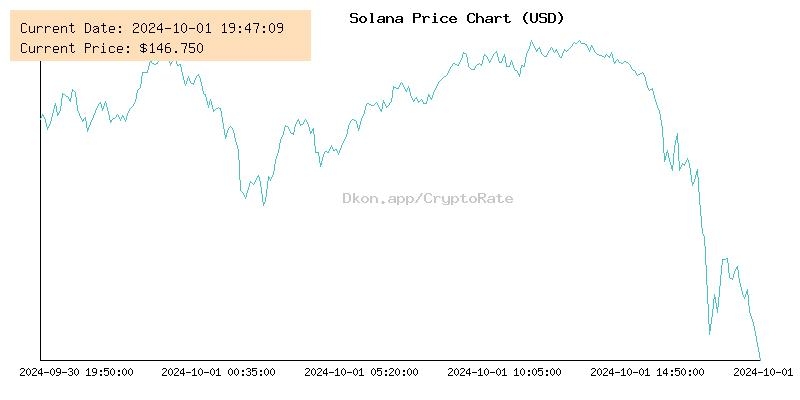 Solana Price Chart (USD)
Current Date: 2024-10-01 19:47:09
Current Price: $146.750
Dkon.app/CryptoRate
2024-09-30 19:50:00 2024-10-01 00:35:00 2024-10-01 05:20:00 2024-10-01 10:05:00 2024-10-01 14:50:00 2024-10-01